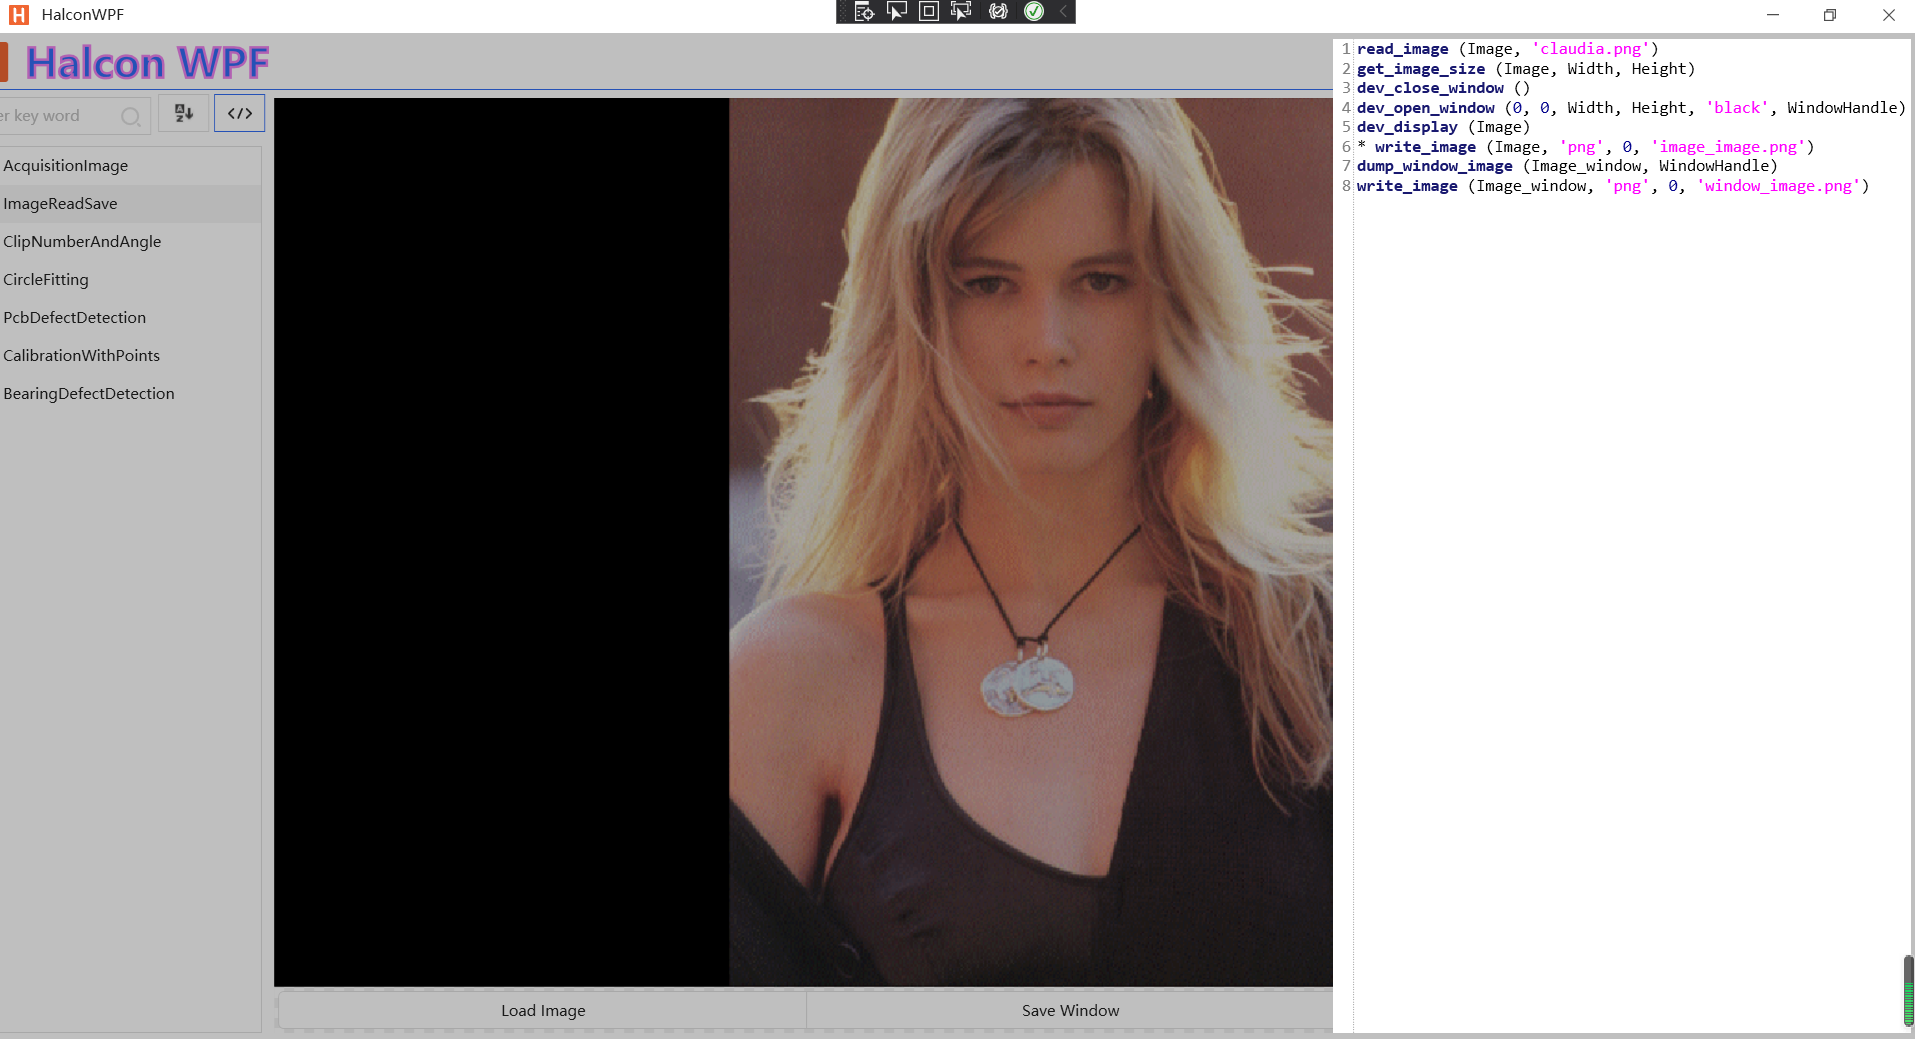 HalconWPF
Halcon WPF
er key word
AcquisitionImage
ImageReadSave
ClipNumberAndAngle
CircleFitting
PcbDefectDetection
CalibrationWithPoints
BearingDefectDetection
Load Image
Save Window
1 read_image (Image, 'claudia.png')
2 get_image_size (Image, Width, Height)
3 dev_close_window ()
4 dev_open_window (0, 0, Width, Height, 'black', WindowHandle)
5 dev_display (Image)
6 * write_image (Image, 'png', 0, 'image_image.png')
7 dump_window_image (Image_window, WindowHandle)
8 write_image (Image_window, 'png', 0, 'window_image.png')